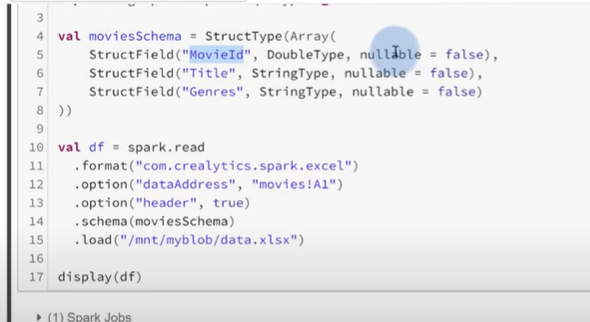 3
4 val moviesSchema = StructType(Array(
5 StructField("MovieId", DoubleType, nullable = false),
6 StructField("Title", StringType, nullable = false),
7 StructField("Genres", StringType, nullable = false)
8 ))
9
10 val df = spark.read
11 .format("com.crealytics.spark.excel")
12 .option("dataAddress", "movies!A1")
13 .option("header", true)
14 .schema(moviesSchema)
15 .load("/mnt/myblob/data.xlsx")
16
17 display(df)
(1) Spark Jobs